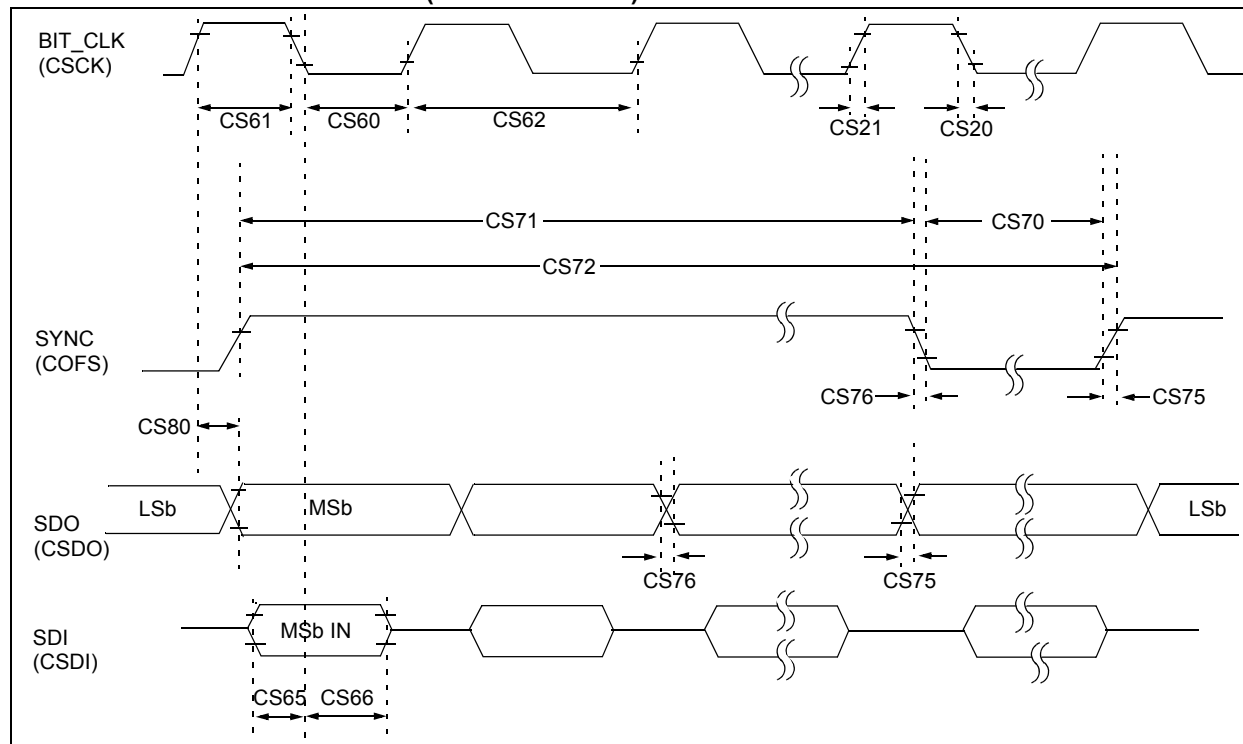 BIT_CLK
(CSCK)
CS61
CS60
CS62
CS21
CS20
CS71
CS70
CS72
SYNC
(COFS)
CS76
CS75
CS80
LSb
MSb
LSb
SDO
(CSDO)
CS76
CS75
MSb IN
SDI
(CSDI)
CS65
CS66